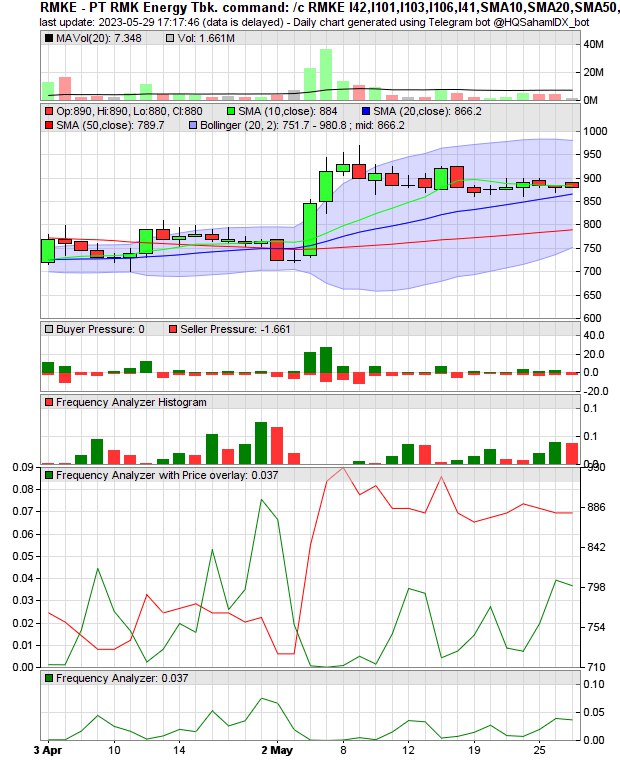 RMKE - PT RMK Energy Tbk. command: /c RMKE I42,I101,I103,I106,I41,SMA10,SMA20,SMA50,
last update: 2023-05-29 17:17:46 (data is delayed) - Daily chart generated using Telegram bot @HQSahamIDX_bot
MAVol(20): 7.348 Vol: 1.661M
40M
20M
0M
Op:890, Hi:890, Lo:880, Cl:880 SMA (10,close): 884 SMA (20,close): 866.2
SMA (50,close): 789.7 Bollinger (20, 2): 751.7 - 980.8 ; mid: 866.2
1000
950
900
850
800
750
700
650
600
Buyer Pressure: 0 Seller Pressure: -1.661
40.0
20.0
0.0
-20.0
Frequency Analyzer Histogram
0.1
0.1
0.0
Frequency Analyzer with Price overlay: 0.037
0.09 930
0.08 886
0.07
0.06 842
0.05
0.04 798
0.03
0.02 754
0.01
0.00 710
Frequency Analyzer: 0.037
0.10
0.05
0.00
3 Apr 10 14 2 May 8 12 19 25